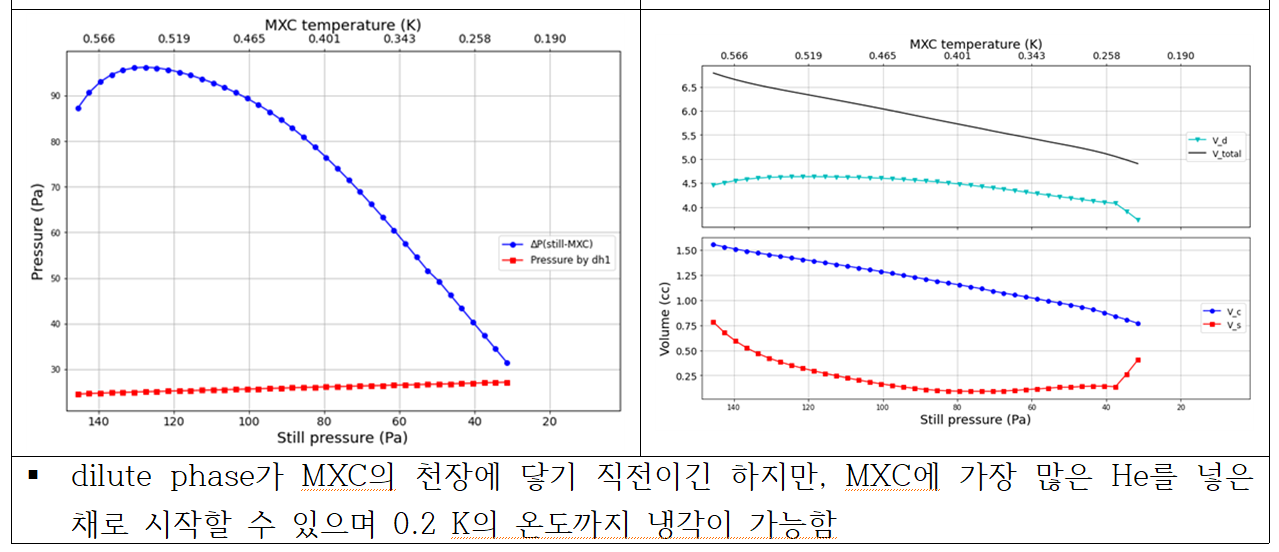 MXC temperature (K)
0.566 0.519 0.465 0.401 0.343 0.258 0.190
90
80
70
60
50
40
30
Pressure (Pa)
ΔP(still-MXC)
Pressure by dh1
140 120 100 80 60 40 20
Still pressure (Pa)
MXC temperature (K)
0.566 0.519 0.465 0.401 0.343 0.258 0.190
6.5
6.0
5.5
5.0
4.5
4.0
V_d
V_total
1.50
1.25
1.00
0.75
0.50
0.25
Volume (cc)
V_c
V_s
140 120 100 80 60 40 20
Still pressure (Pa)
▪ dilute phase가 MXC의 천장에 닿기 직전이긴 하지만, MXC에 가장 많은 He를 넣은
채로 시작할 수 있으며 0.2 K의 온도까지 냉각이 가능함